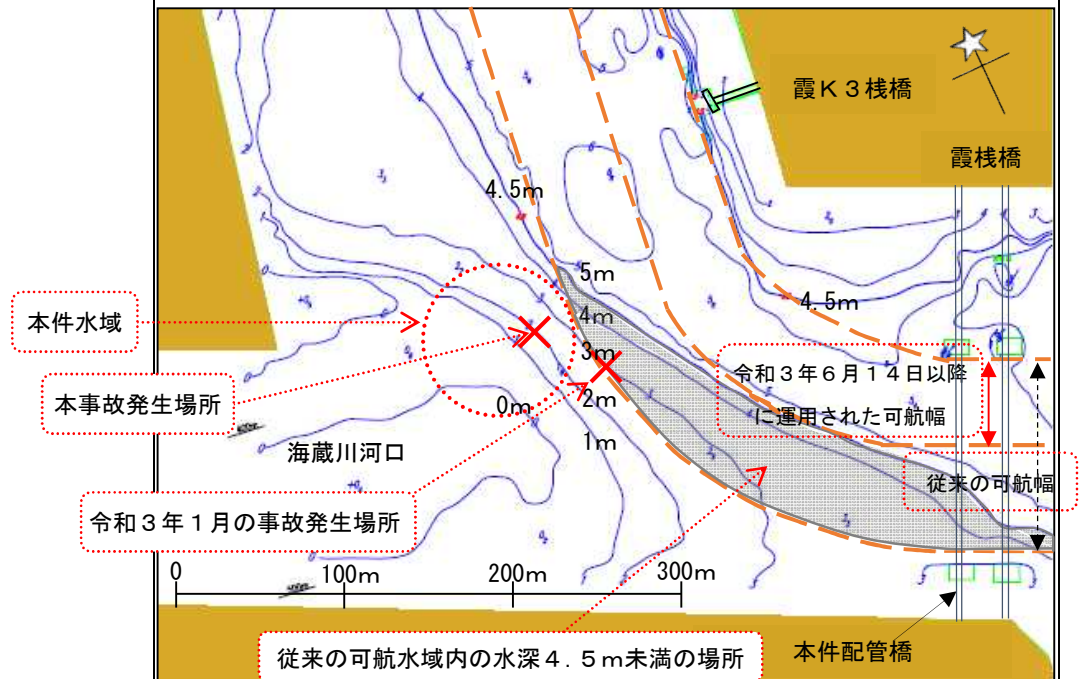 霞Ｋ３桟橋
霞桟橋
4.5m
5m
4m
3m
2m
1m
0m
4.5m
本件水域
本事故発生場所
令和３年６月１４日以降
に運用された可航幅
海蔵川河口
従来の可航幅
令和３年１月の事故発生場所
0
100m
200m
300m
従来の可航水域内の水深４．５ｍ未満の場所
本件配管橋